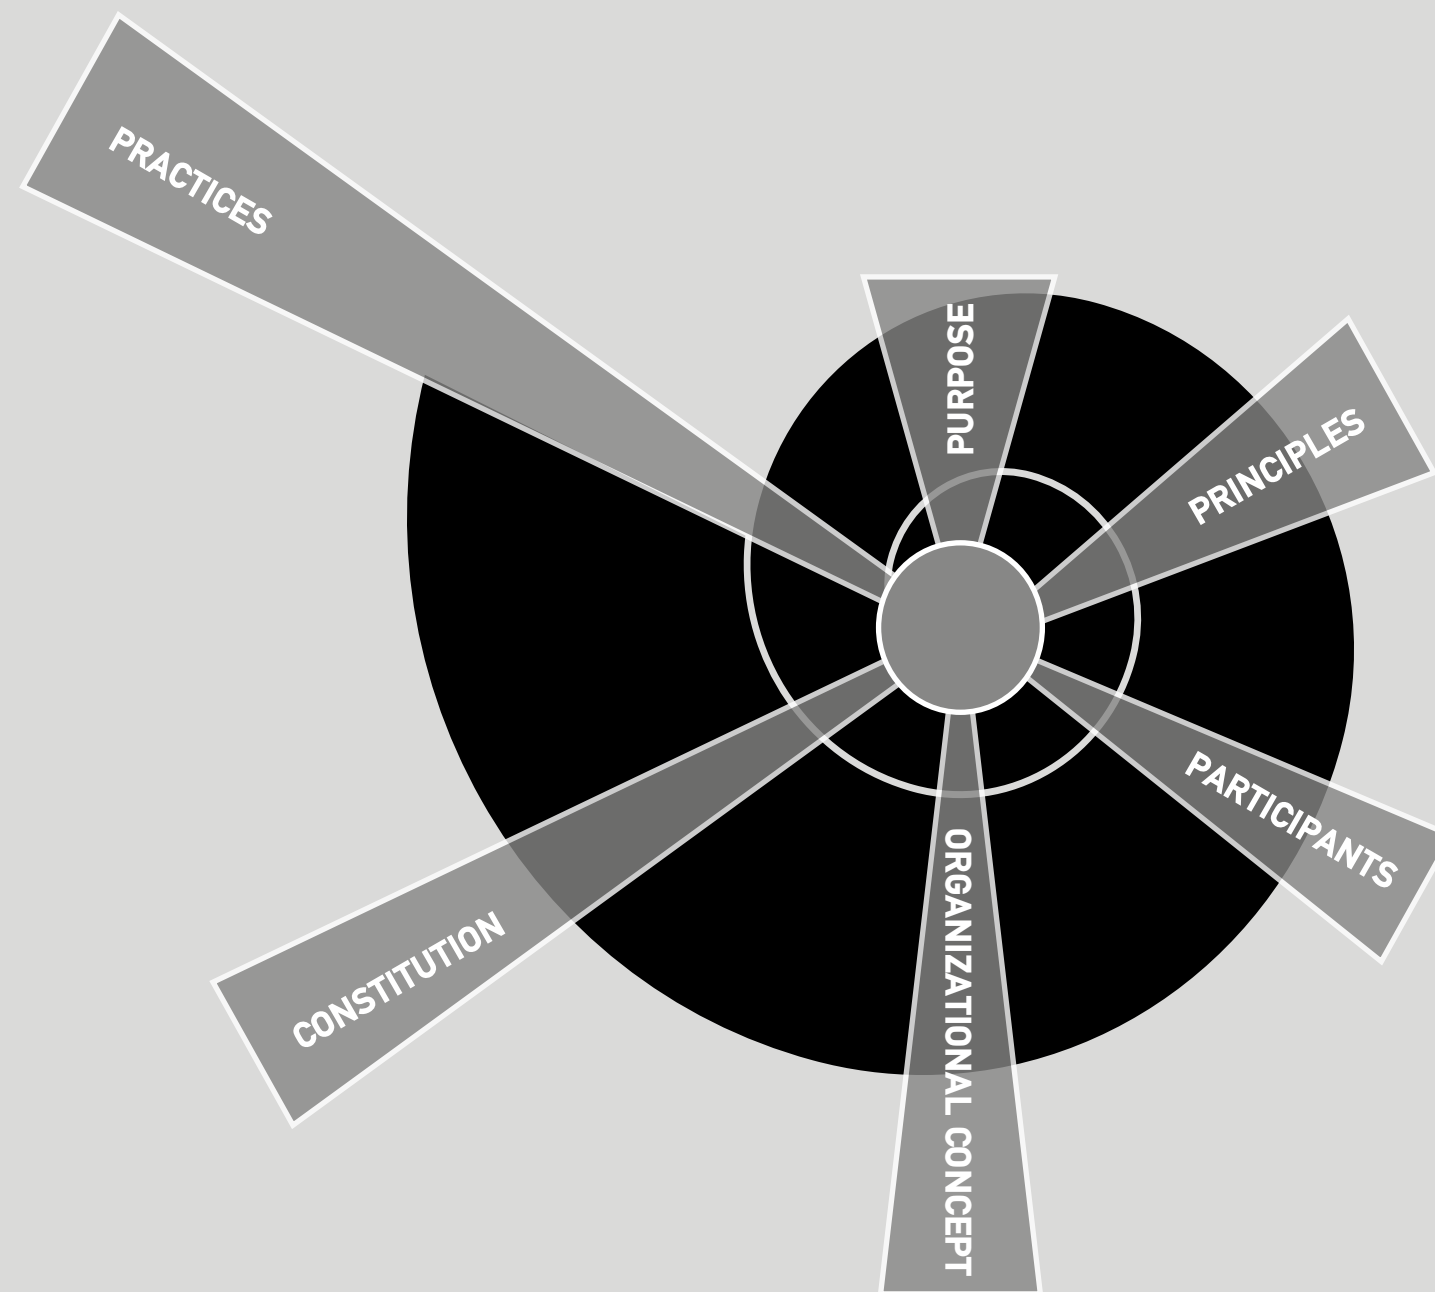 PURPOSE
PRINCIPLES
PARTICIPANTS
ORGANIZATIONAL CONCEPT
CONSTITUTION
PRACTICES